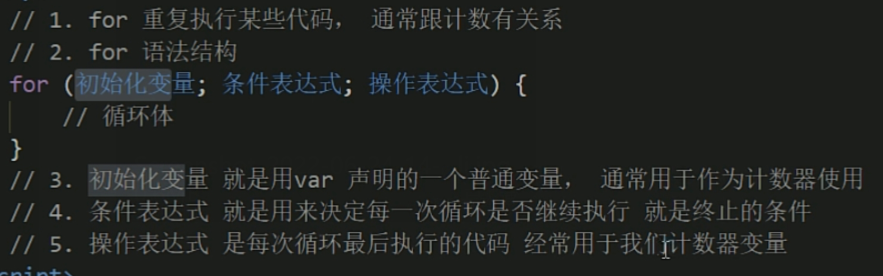 // 1. for 重复执行某些代码， 通常跟计数有关系
// 2. for 语法结构
for (初始化变量; 条件表达式; 操作表达式) {
// 循环体
}
// 3. 初始化变量 就是用var 声明的一个普通变量， 通常用于作为计数器使用
// 4. 条件表达式 就是用来决定每一次循环是否继续执行 就是终止的条件
// 5. 操作表达式 是每次循环最后执行的代码 经常用于我们计数器变量